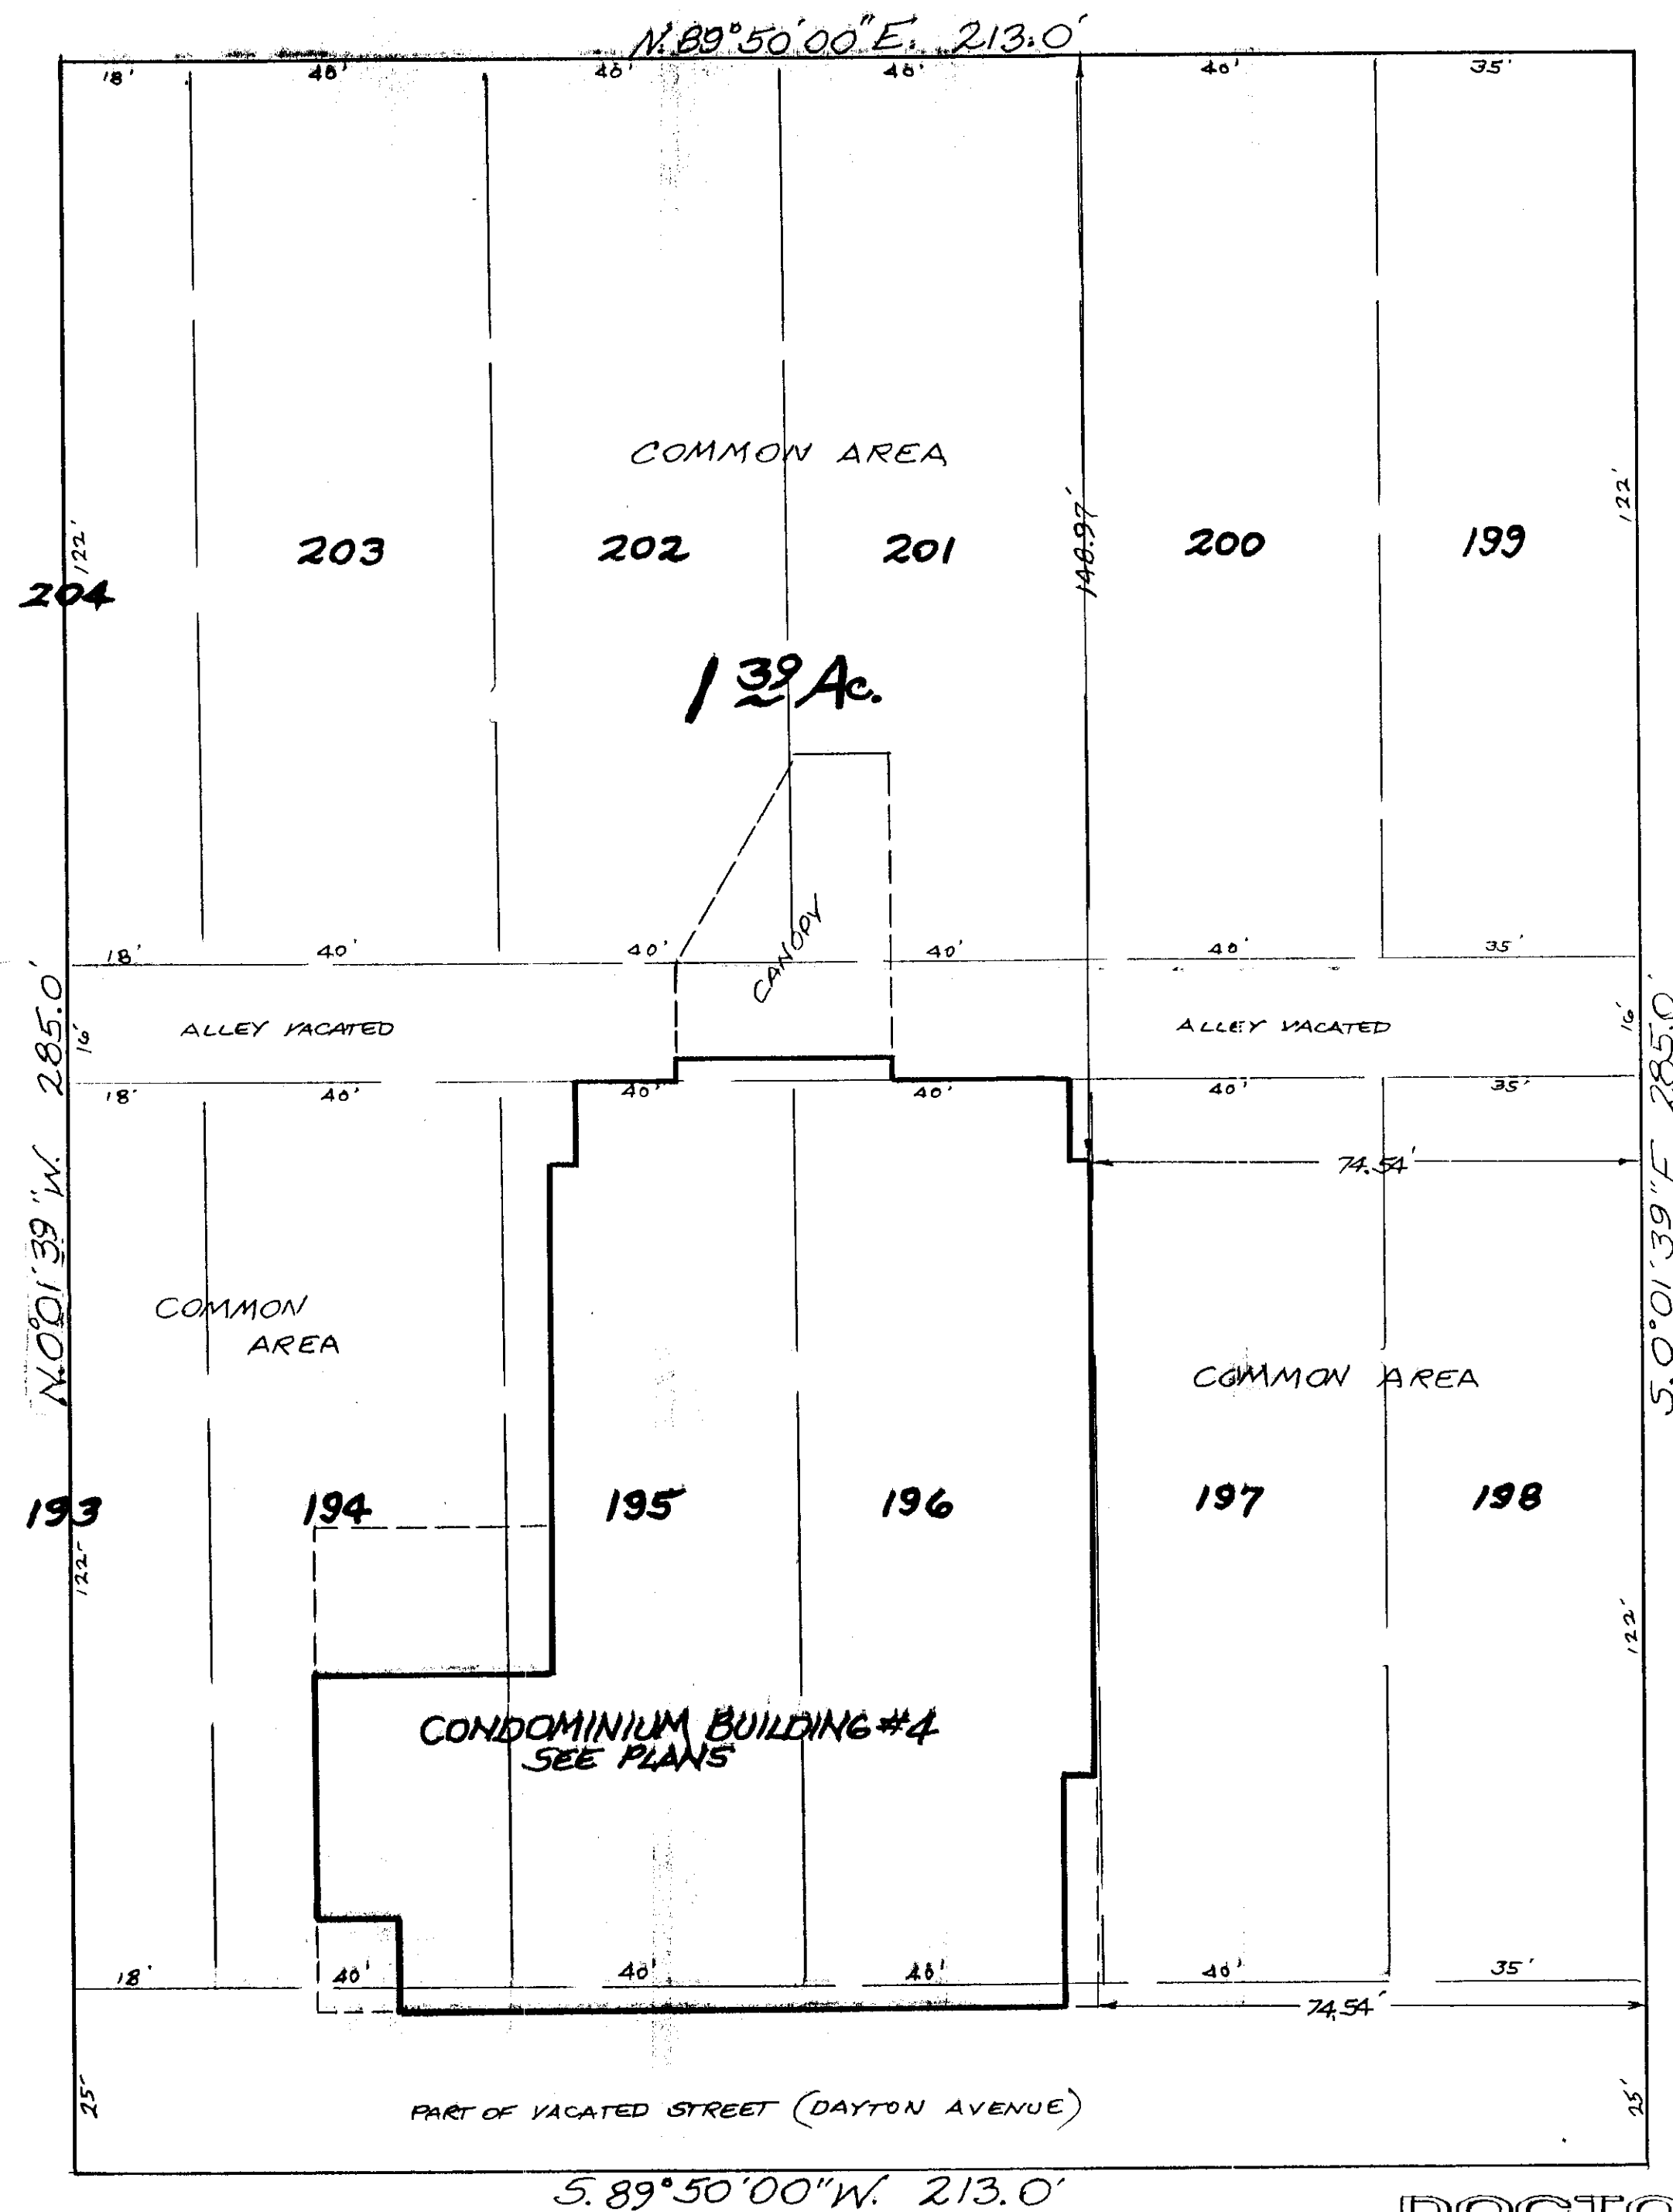 N. 89°50'00"E. 213.0'
18' 40' 40' 40' 40' 35'
COMMON AREA
122' 148.97' 122'
204 203 202 201 200 199
1 39 Ac.
CANOPY
18' 40' 40' 40' 40' 35'
N.0°01'39"W. 285.0'
16' ALLEY VACATED ALLEY VACATED 16'
S.0°01'39"E 285.0'
18' 40' 40' 40' 40' 35'
74.54'
COMMON
AREA
COMMON AREA
193 194 195 196 197 198
122' 122'
CONDOMINIUM BUILDING #4
SEE PLANS
18' 40' 40' 40' 40' 35'
74.54'
25' PART OF VACATED STREET (DAYTON AVENUE) 25'
S. 89°50'00"W. 213.0'